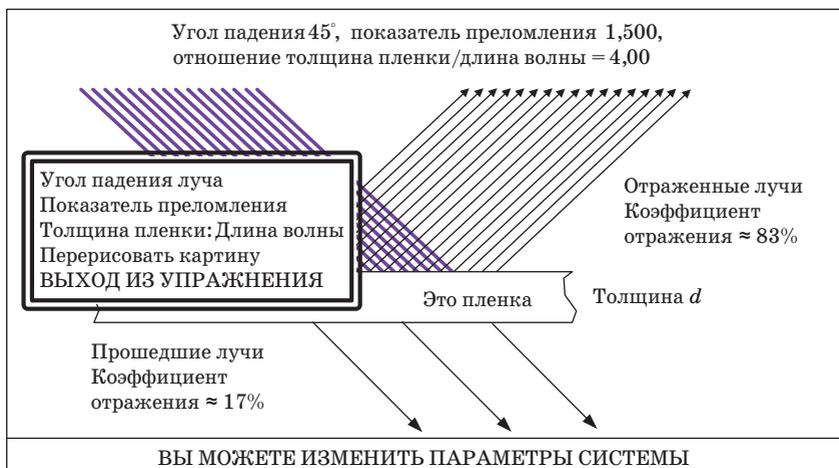 Угол падения 45°, показатель преломления 1,500,
отношение толщина пленки/длина волны = 4,00
Угол падения луча
Показатель преломления
Толщина пленки: Длина волны
Перерисовать картину
ВЫХОД ИЗ УПРАЖНЕНИЯ
Отраженные лучи
Коэффициент
отражения ≈ 83%
Это пленка
Толщина d
Прошедшие лучи
Коэффициент
отражения ≈ 17%
ВЫ МОЖЕТЕ ИЗМЕНИТЬ ПАРАМЕТРЫ СИСТЕМЫ